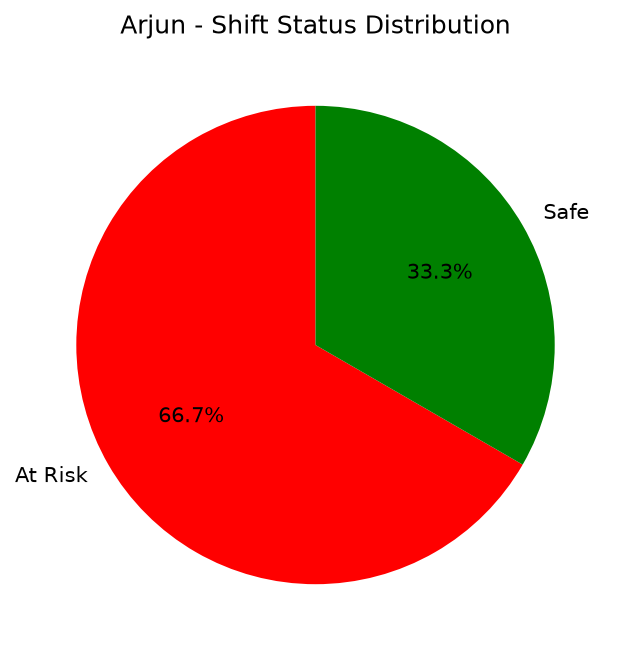 Arjun - Shift Status Distribution
Safe
33.3%
66.7%
At Risk